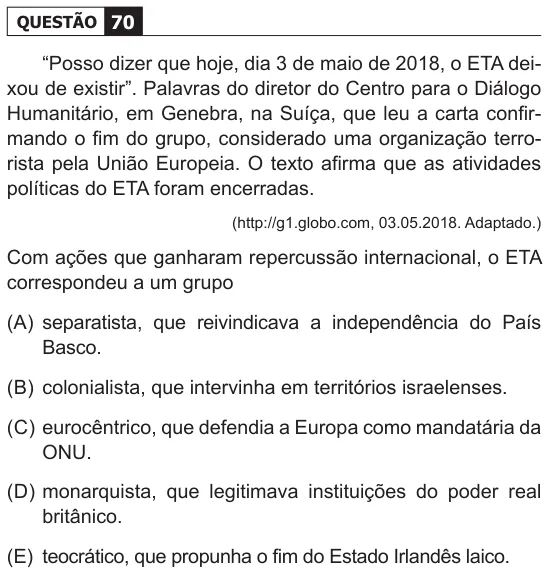 QUESTÃO 70
“Posso dizer que hoje, dia 3 de maio de 2018, o ETA dei-
xou de existir”. Palavras do diretor do Centro para o Diálogo
Humanitário, em Genebra, na Suíça, que leu a carta confir-
mando o fim do grupo, considerado uma organização terro-
rista pela União Europeia. O texto afirma que as atividades
políticas do ETA foram encerradas.
(http://g1.globo.com, 03.05.2018. Adaptado.)
Com ações que ganharam repercussão internacional, o ETA
correspondeu a um grupo
(A) separatista, que reivindicava a independência do País
Basco.
(B) colonialista, que intervinha em territórios israelenses.
(C) eurocêntrico, que defendia a Europa como mandatária da
ONU.
(D) monarquista, que legitimava instituições do poder real
britânico.
(E) teocrático, que propunha o fim do Estado Irlandês laico.